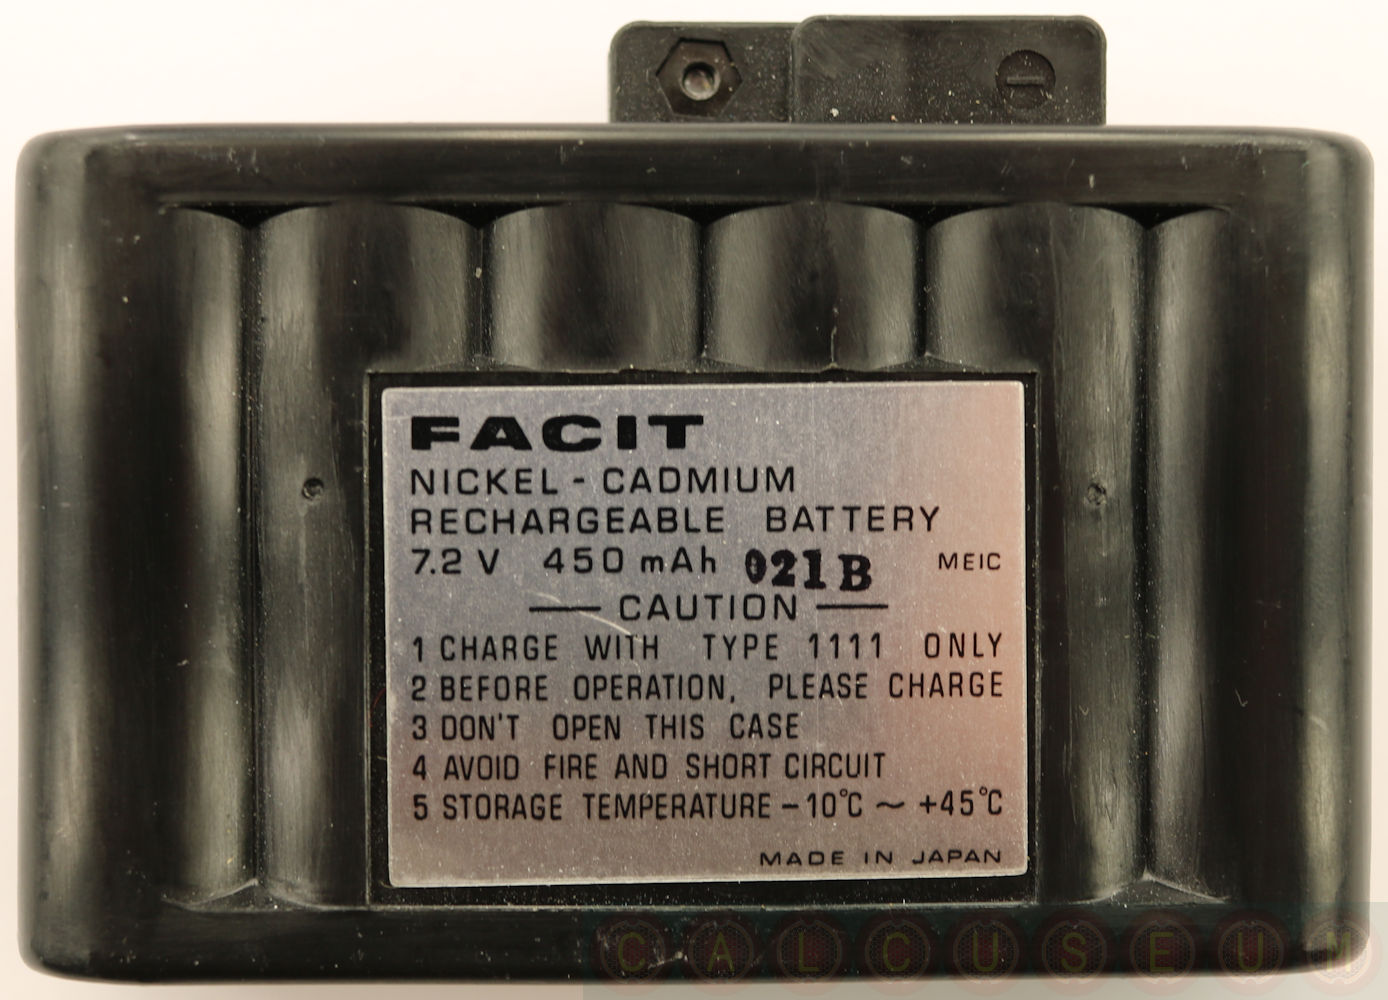 FACIT
NICKEL - CADMIUM
RECHARGEABLE BATTERY
7.2 V 450 mAh 021B MEIC
CAUTION
1 CHARGE WITH TYPE 1111 ONLY
2 BEFORE OPERATION, PLEASE CHARGE
3 DON'T OPEN THIS CASE
4 AVOID FIRE AND SHORT CIRCUIT
5 STORAGE TEMPERATURE -10°C ~ +45°C
MADE IN JAPAN
CALCUSEUM